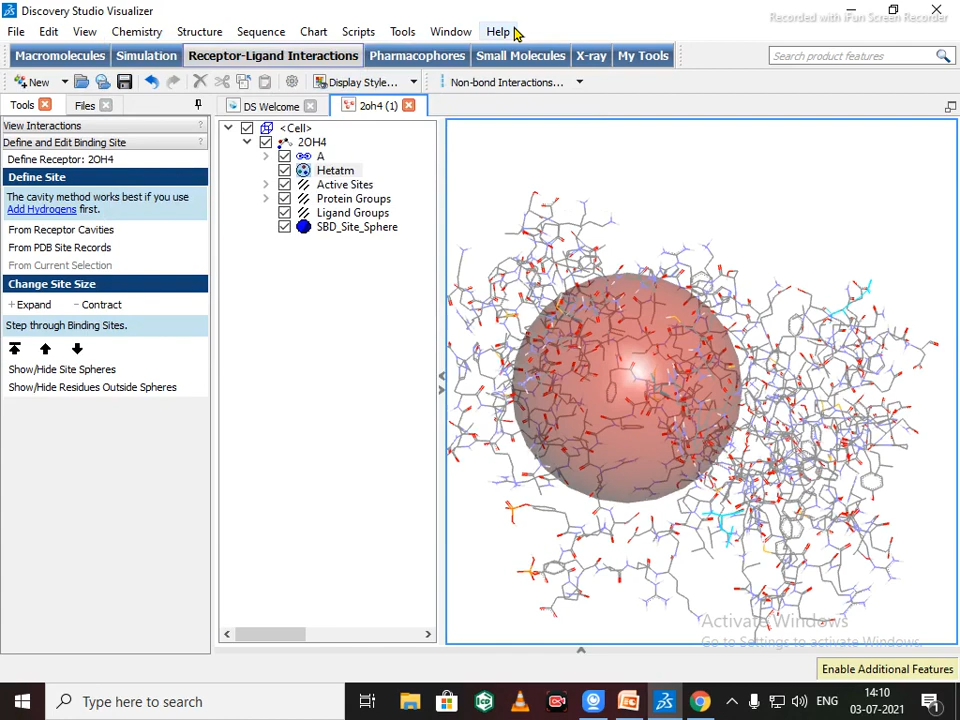 Discovery Studio Visualizer
Recorded with iFun Screen Recorder
File Edit View Chemistry Structure Sequence Chart Scripts Tools Window Help
Macromolecules Simulation Receptor-Ligand Interactions Pharmacophores Small Molecules X-ray My Tools Search product features
New Display Style... Non-bond Interactions...
Tools Files DS Welcome 2oh4 (1)
View Interactions ?
Define and Edit Binding Site ?
Define Receptor: 2OH4
Define Site
The cavity method works best if you use
Add Hydrogens first.
From Receptor Cavities
From PDB Site Records
From Current Selection
Change Site Size
+Expand - Contract
Step through Binding Sites.
Show/Hide Site Spheres
Show/Hide Residues Outside Spheres
<Cell>
2OH4
A
Hetatm
Active Sites
Protein Groups
Ligand Groups
SBD_Site_Sphere
Activate Windows
Go to Settings to activate Windows.
Enable Additional Features
Type here to search
ENG
14:10
03-07-2021
1